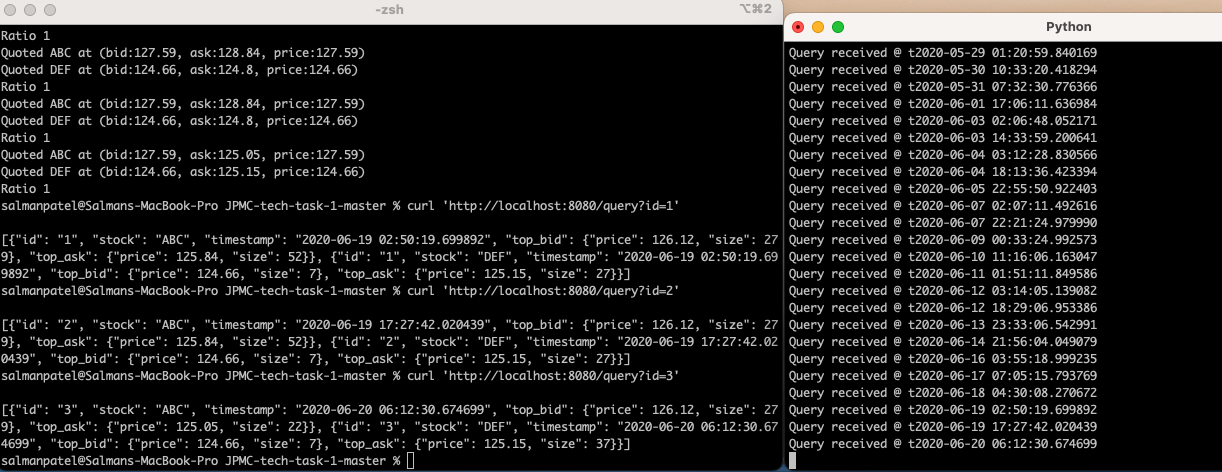 -zsh
⌥⌘2
Ratio 1
Quoted ABC at (bid:127.59, ask:128.84, price:127.59)
Quoted DEF at (bid:124.66, ask:124.8, price:124.66)
Ratio 1
Quoted ABC at (bid:127.59, ask:128.84, price:127.59)
Quoted DEF at (bid:124.66, ask:124.8, price:124.66)
Ratio 1
Quoted ABC at (bid:127.59, ask:125.05, price:127.59)
Quoted DEF at (bid:124.66, ask:125.15, price:124.66)
Ratio 1
salmanpatel@Salmans-MacBook-Pro JPMC-tech-task-1-master % curl 'http://localhost:8080/query?id=1'
[{"id": "1", "stock": "ABC", "timestamp": "2020-06-19 02:50:19.699892", "top_bid": {"price": 126.12, "size": 27
9}, "top_ask": {"price": 125.84, "size": 52}}, {"id": "1", "stock": "DEF", "timestamp": "2020-06-19 02:50:19.69
9892", "top_bid": {"price": 124.66, "size": 7}, "top_ask": {"price": 125.15, "size": 27}}]
salmanpatel@Salmans-MacBook-Pro JPMC-tech-task-1-master % curl 'http://localhost:8080/query?id=2'
[{"id": "2", "stock": "ABC", "timestamp": "2020-06-19 17:27:42.020439", "top_bid": {"price": 126.12, "size": 27
9}, "top_ask": {"price": 125.84, "size": 52}}, {"id": "2", "stock": "DEF", "timestamp": "2020-06-19 17:27:42.02
0439", "top_bid": {"price": 124.66, "size": 7}, "top_ask": {"price": 125.15, "size": 27}}]
salmanpatel@Salmans-MacBook-Pro JPMC-tech-task-1-master % curl 'http://localhost:8080/query?id=3'
[{"id": "3", "stock": "ABC", "timestamp": "2020-06-20 06:12:30.674699", "top_bid": {"price": 126.12, "size": 27
9}, "top_ask": {"price": 125.05, "size": 22}}, {"id": "3", "stock": "DEF", "timestamp": "2020-06-20 06:12:30.67
4699", "top_bid": {"price": 124.66, "size": 7}, "top_ask": {"price": 125.15, "size": 37}}]
salmanpatel@Salmans-MacBook-Pro JPMC-tech-task-1-master %
Python
Query received @ t2020-05-29 01:20:59.840169
Query received @ t2020-05-30 10:33:20.418294
Query received @ t2020-05-31 07:32:30.776366
Query received @ t2020-06-01 17:06:11.636984
Query received @ t2020-06-03 02:06:48.052171
Query received @ t2020-06-03 14:33:59.200641
Query received @ t2020-06-04 03:12:28.830566
Query received @ t2020-06-04 18:13:36.423394
Query received @ t2020-06-05 22:55:50.922403
Query received @ t2020-06-07 02:07:11.492616
Query received @ t2020-06-07 22:21:24.979990
Query received @ t2020-06-09 00:33:24.992573
Query received @ t2020-06-10 11:16:06.163047
Query received @ t2020-06-11 01:51:11.849586
Query received @ t2020-06-12 03:14:05.139082
Query received @ t2020-06-12 18:29:06.953386
Query received @ t2020-06-13 23:33:06.542991
Query received @ t2020-06-14 21:56:04.049079
Query received @ t2020-06-16 03:55:18.999235
Query received @ t2020-06-17 07:05:15.793769
Query received @ t2020-06-18 04:30:08.270672
Query received @ t2020-06-19 02:50:19.699892
Query received @ t2020-06-19 17:27:42.020439
Query received @ t2020-06-20 06:12:30.674699